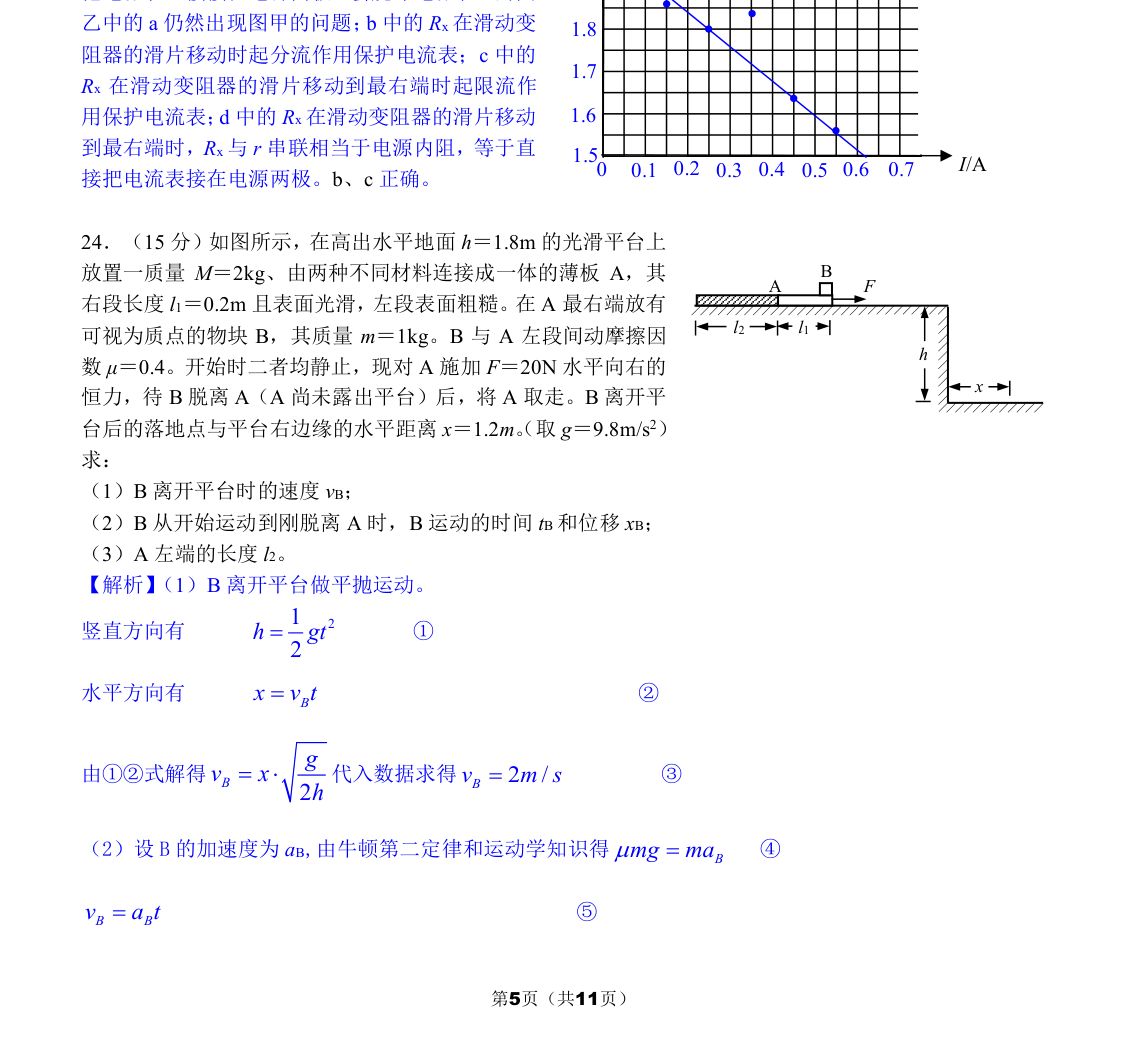 乙中的 a 仍然出现图甲的问题；b 中的 Rx 在滑动变
阻器的滑片移动时起分流作用保护电流表；c 中的
Rx 在滑动变阻器的滑片移动到最右端时起限流作
用保护电流表；d 中的 Rx 在滑动变阻器的滑片移动
到最右端时，Rx 与 r 串联相当于电源内阻，等于直
接把电流表接在电源两极。b、c 正确。
1.8
1.7
1.6
1.5
0 0.1 0.2 0.3 0.4 0.5 0.6 0.7 I/A
24．（15 分）如图所示，在高出水平地面 h＝1.8m 的光滑平台上
放置一质量 M＝2kg、由两种不同材料连接成一体的薄板 A，其
右段长度 l1＝0.2m 且表面光滑，左段表面粗糙。在 A 最右端放有
可视为质点的物块 B，其质量 m＝1kg。B 与 A 左段间动摩擦因
数 μ＝0.4。开始时二者均静止，现对 A 施加 F＝20N 水平向右的
恒力，待 B 脱离 A（A 尚未露出平台）后，将 A 取走。B 离开平
台后的落地点与平台右边缘的水平距离 x＝1.2m。（取 g＝9.8m/s²）
求：
A B F
l2 l1
h
x
（1）B 离开平台时的速度 vB；
（2）B 从开始运动到刚脱离 A 时，B 运动的时间 tB 和位移 xB；
（3）A 左端的长度 l2。
【解析】（1）B 离开平台做平抛运动。
竖直方向有 h = 1/2 gt² ①
水平方向有 x = vBt ②
由①②式解得 vB = x·√(g/2h) 代入数据求得 vB = 2m / s ③
（2）设 B 的加速度为 aB, 由牛顿第二定律和运动学知识得 μmg = maB ④
vB = aBt ⑤
第5页（共11页）